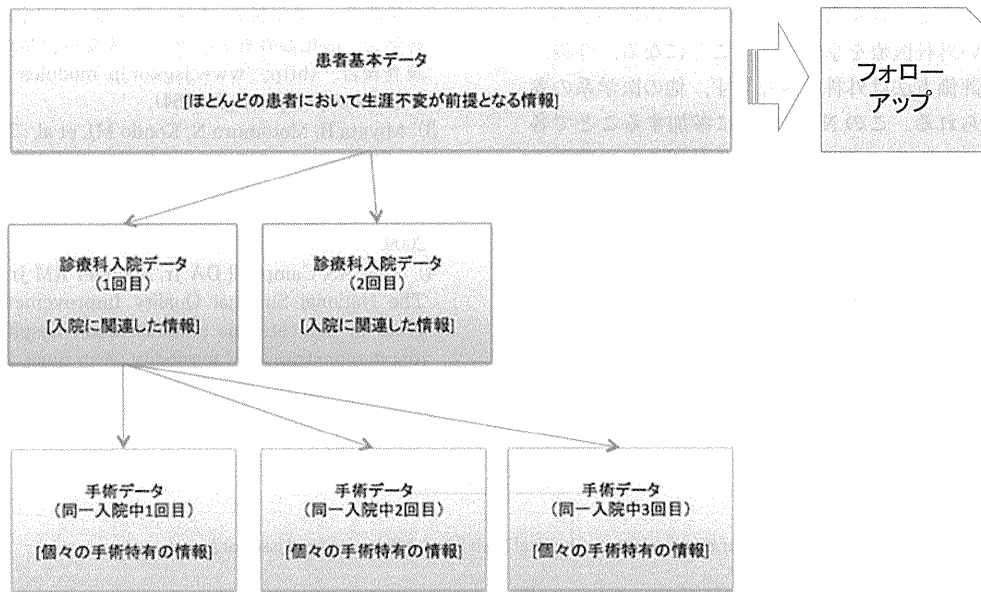 患者基本データ
[ほとんどの患者において生涯不変が前提となる情報]
フォロー
アップ
診療科入院データ
(1回目)
[入院に関連した情報]
診療科入院データ
(2回目)
[入院に関連した情報]
手術データ
(同一入院中1回目)
[個々の手術特有の情報]
手術データ
(同一入院中2回目)
[個々の手術特有の情報]
手術データ
(同一入院中3回目)
[個々の手術特有の情報]